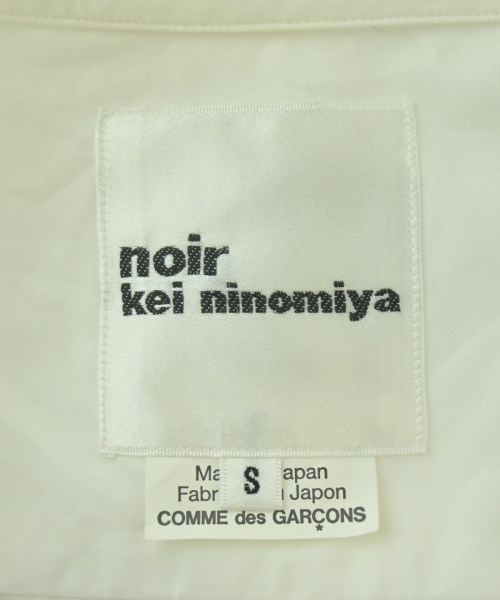 noir
kei ninomiya
S
Ma apan
Fabr u Japon
COMME des GARÇONS
*